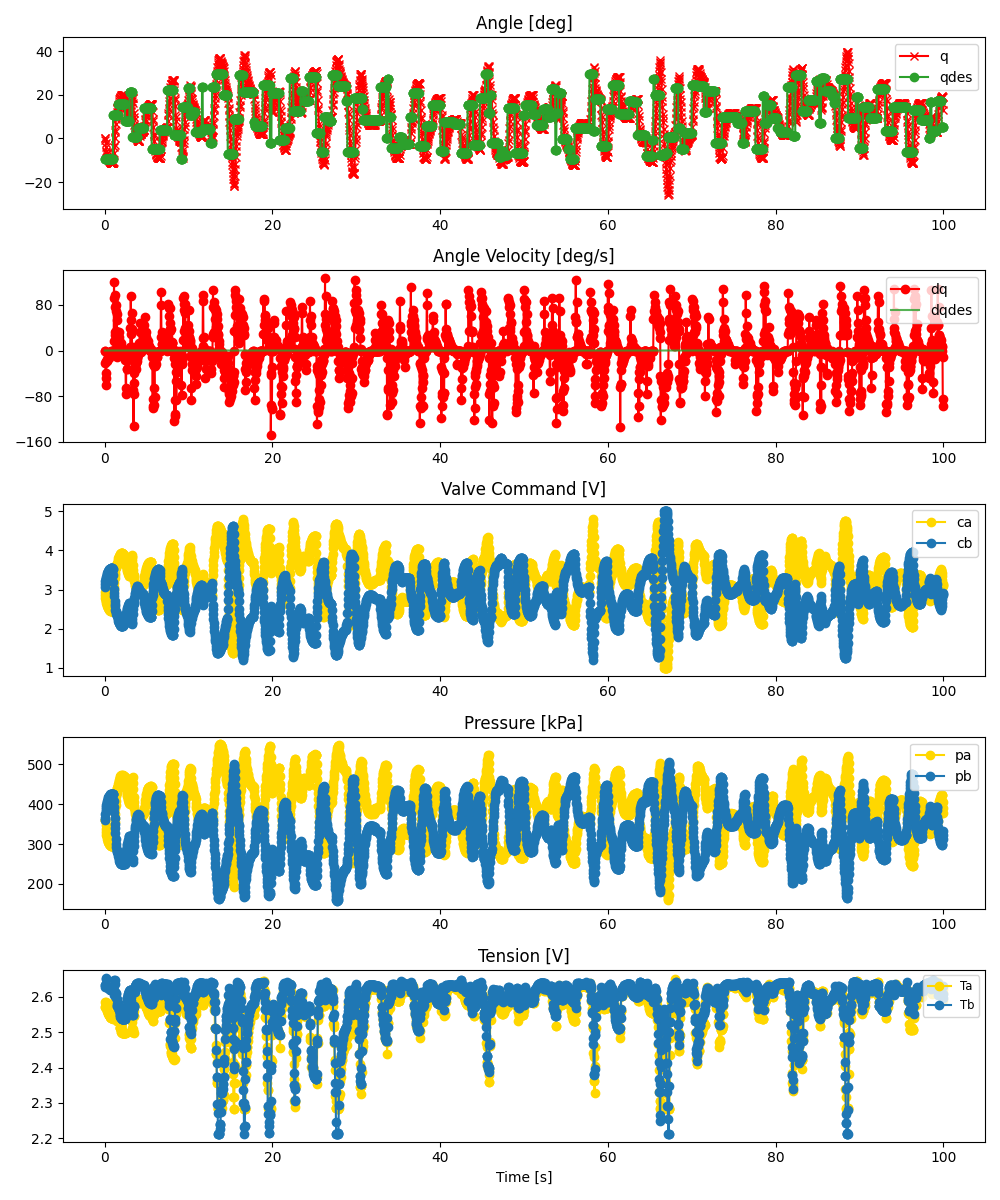 Angle [deg]
40
20
0
−20
q
qdes
0 20 40 60 80 100
Angle Velocity [deg/s]
80
0
−80
−160
dq
dqdes
0 20 40 60 80 100
Valve Command [V]
5
4
3
2
1
ca
cb
0 20 40 60 80 100
Pressure [kPa]
500
400
300
200
pa
pb
0 20 40 60 80 100
Tension [V]
2.6
2.5
2.4
2.3
2.2
Ta
Tb
0 20 40 60 80 100
Time [s]